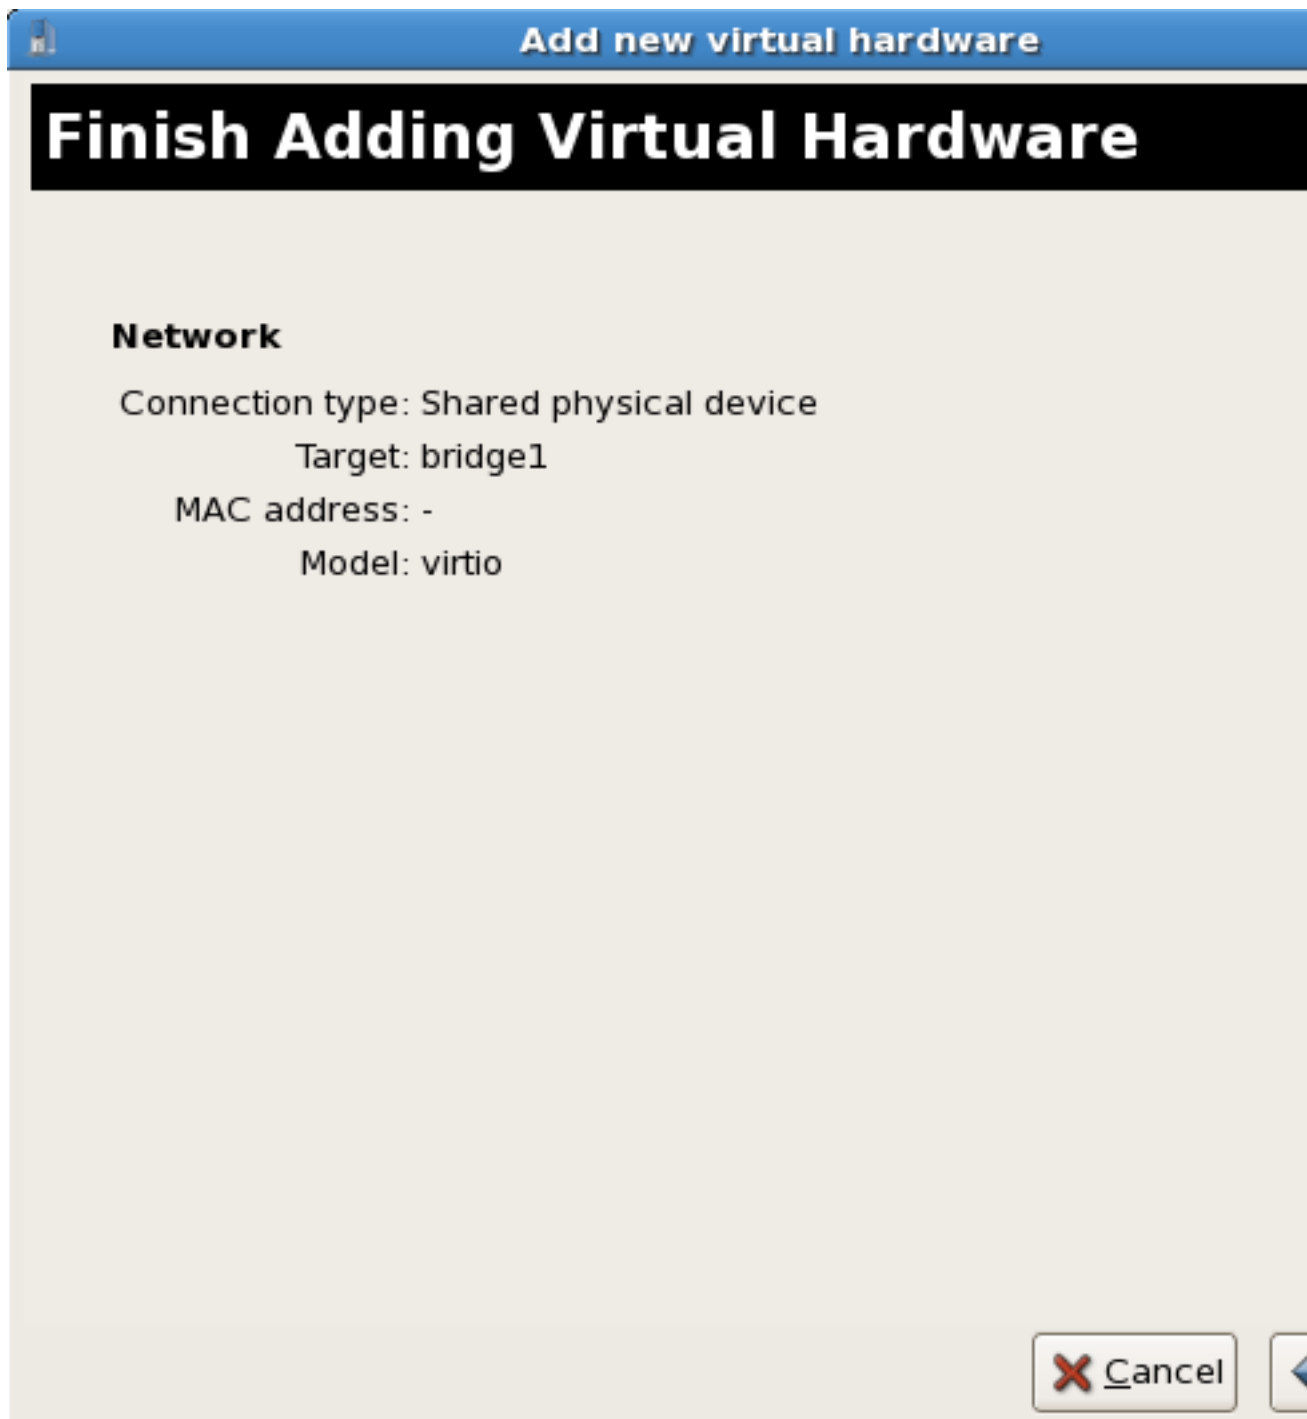 Add new virtual hardware
Finish Adding Virtual Hardware
Network
Connection type: Shared physical device
Target: bridge1
MAC address: -
Model: virtio
Cancel